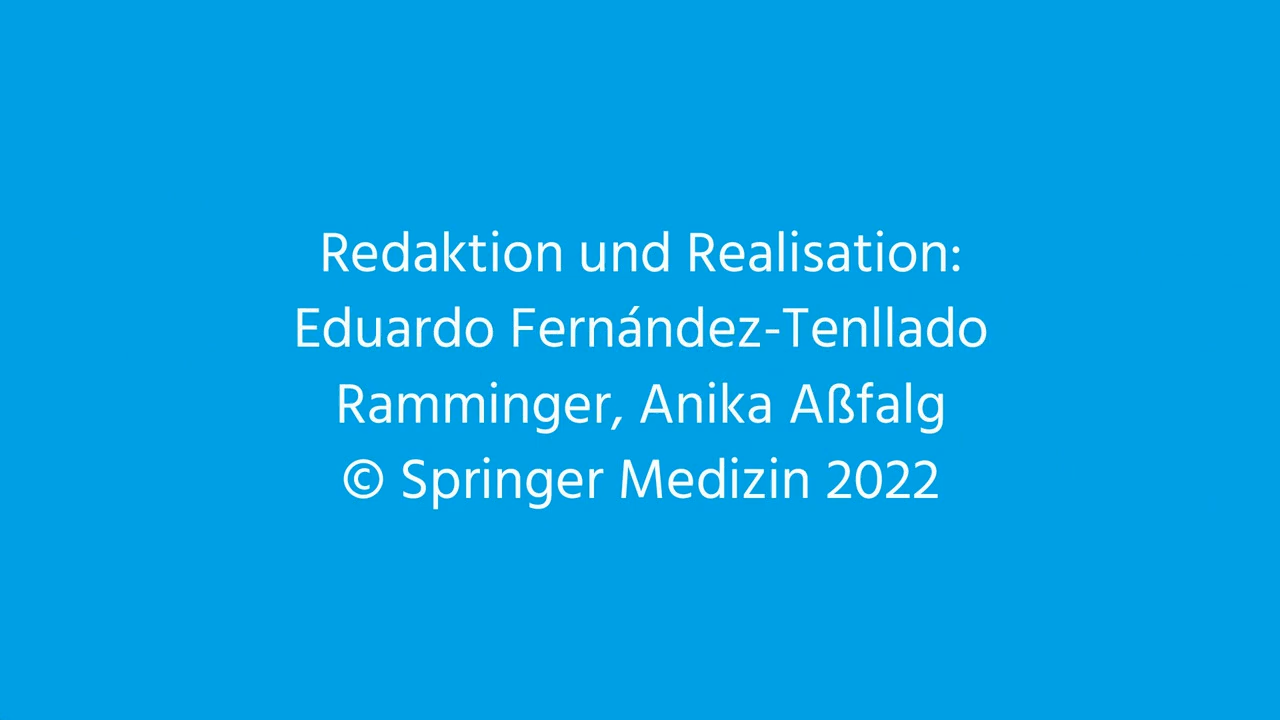 Redaktion und Realisation:
Eduardo Fernández-Tenllado
Ramminger, Anika Aßfalg
© Springer Medizin 2022